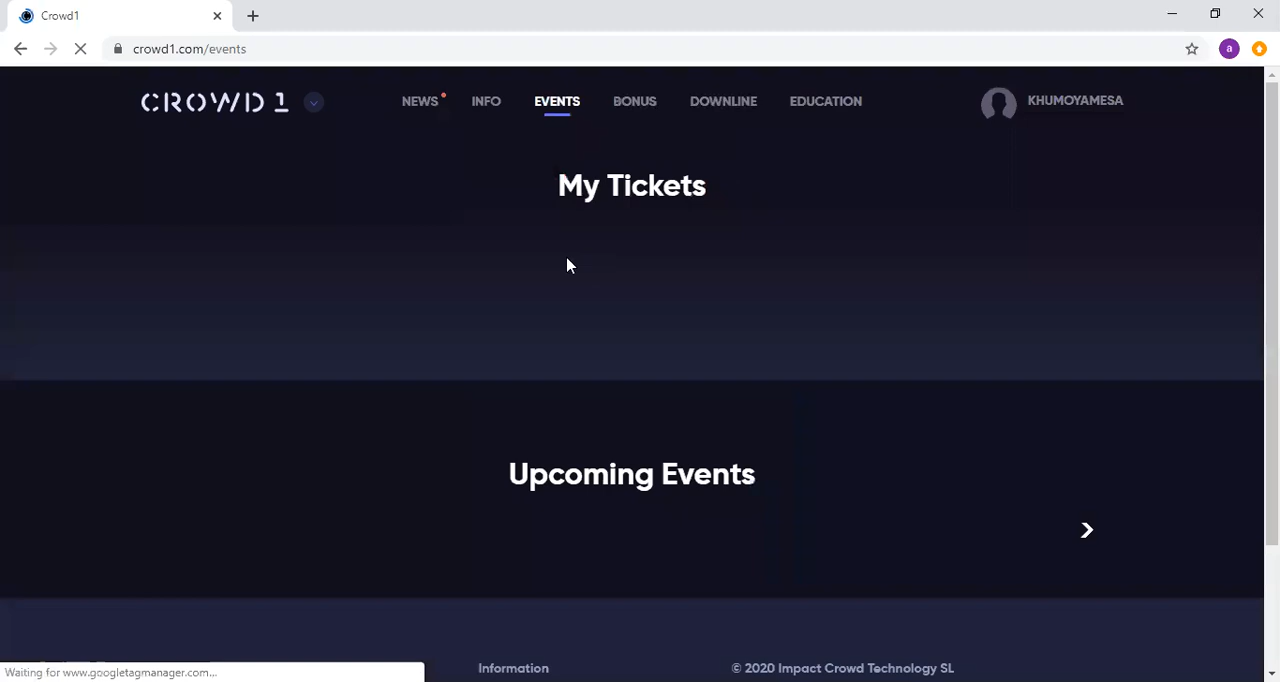 Crowd1
crowd1.com/events
a
CROWD 1
NEWS INFO EVENTS BONUS DOWNLINE EDUCATION KHUMOYAMESA
My Tickets
Upcoming Events
Information © 2020 Impact Crowd Technology SL
Waiting for www.googletagmanager.com...